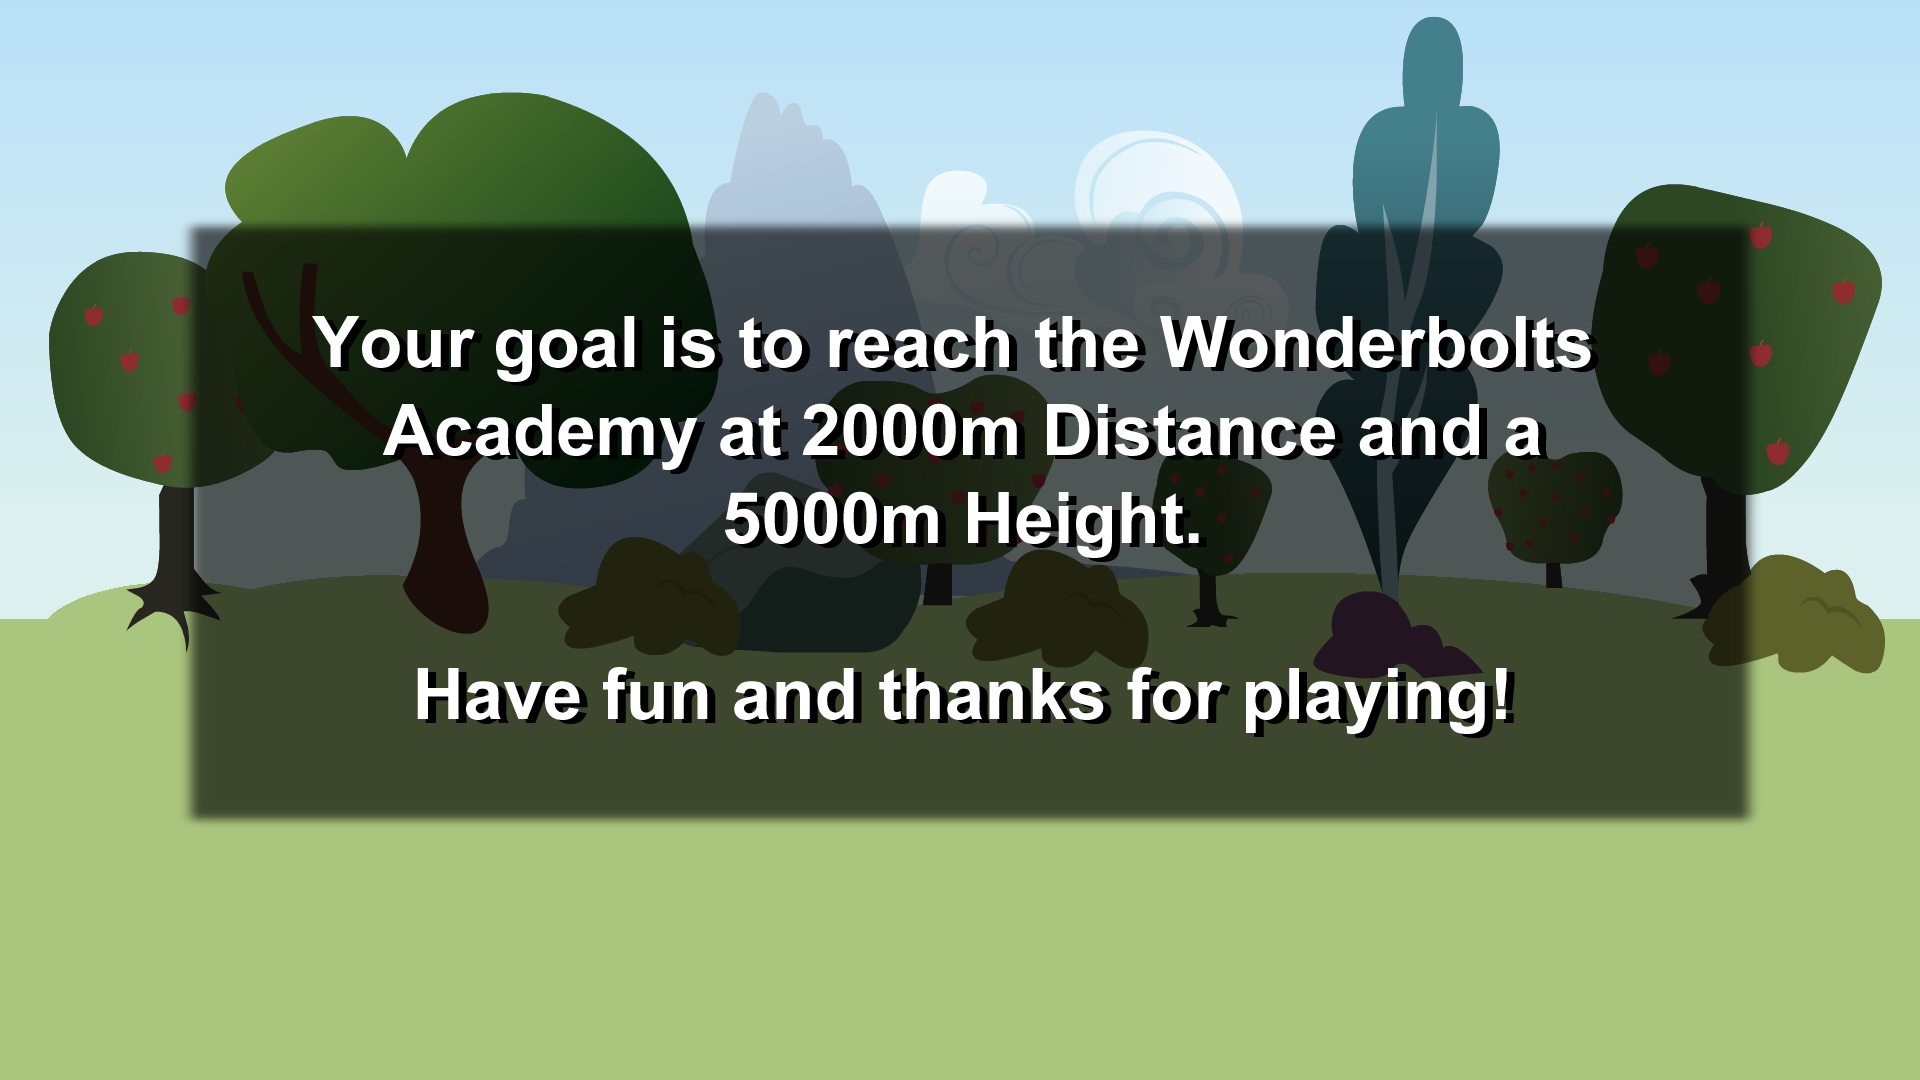 Your goal is to reach the Wonderbolts
Academy at 2000m Distance and a
5000m Height.
Have fun and thanks for playing!